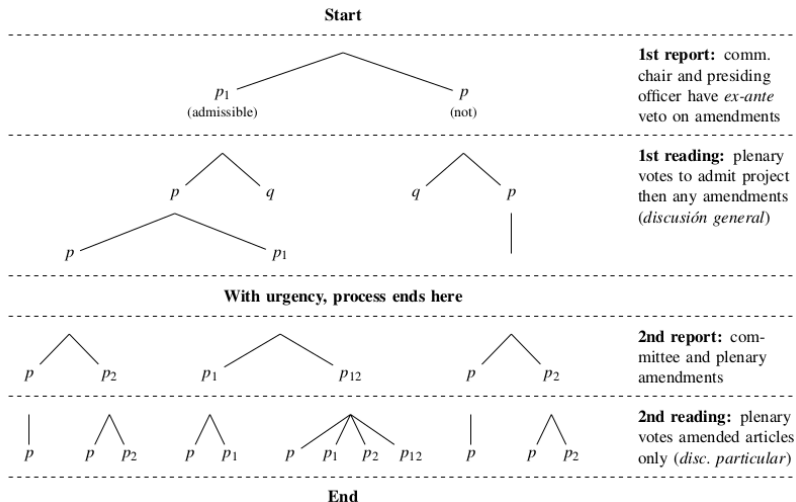 Start
1st report: comm.
chair and presiding
officer have ex-ante
veto on amendments
p1 p
(admissible) (not)
1st reading: plenary
votes to admit project
then any amendments
(discusión general)
p q q p
p p1
With urgency, process ends here
2nd report: com-
mittee and plenary
amendments
p p2 p1 p12 p p2
2nd reading: plenary
votes amended articles
only (disc. particular)
p p p2 p p1 p p1 p2 p12 p p p2
End